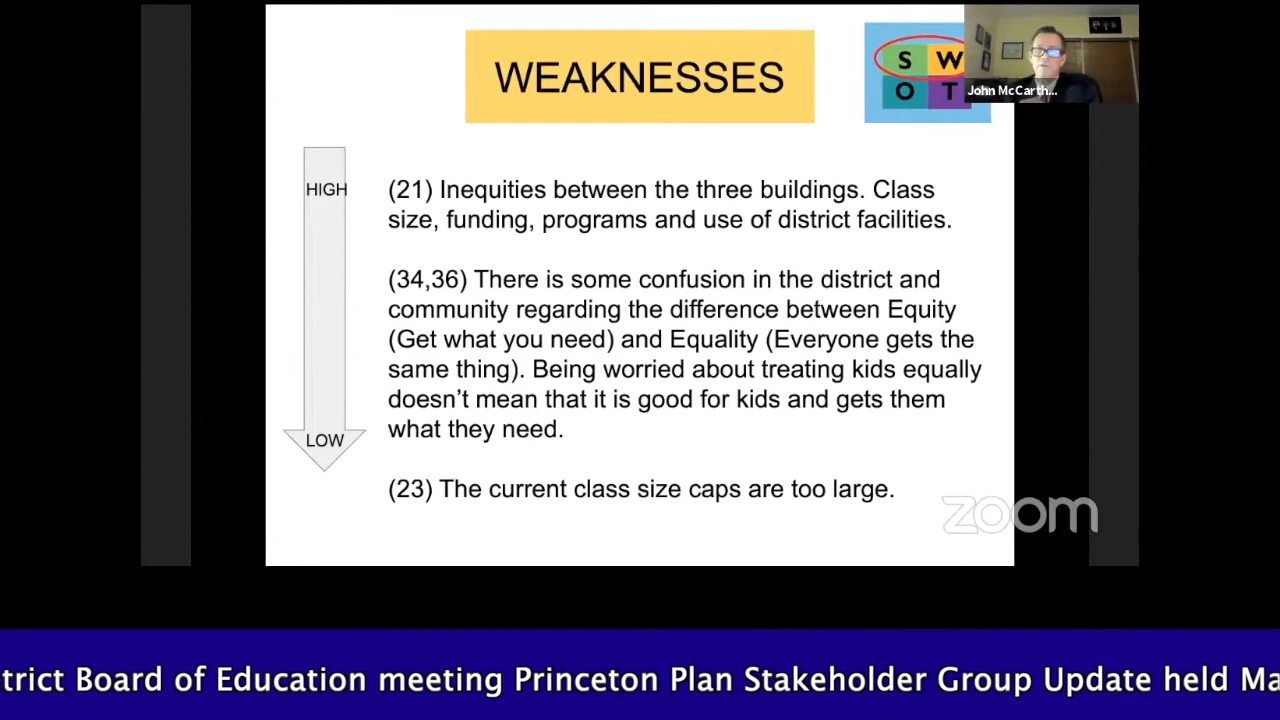 WEAKNESSES
S W
O T
John McCarth...
HIGH
(21) Inequities between the three buildings. Class
size, funding, programs and use of district facilities.
(34,36) There is some confusion in the district and
community regarding the difference between Equity
(Get what you need) and Equality (Everyone gets the
same thing). Being worried about treating kids equally
doesn’t mean that it is good for kids and gets them
what they need.
LOW
(23) The current class size caps are too large.
zoom
trict Board of Education meeting Princeton Plan Stakeholder Group Update held Ma